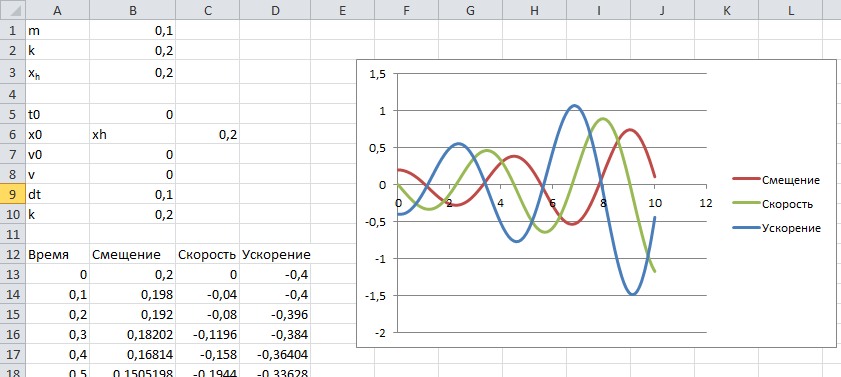 A B C D E F G H I J K L
1 m 0,1
2 k 0,2
3 xh 0,2
4
5 t0 0
6 x0 xh 0,2
7 v0 0
8 v 0
9 dt 0,1
10 k 0,2
11
12 Время Смещение Скорость Ускорение
13 0 0,2 0 -0,4
14 0,1 0,198 -0,04 -0,4
15 0,2 0,192 -0,08 -0,396
16 0,3 0,18202 -0,1196 -0,384
17 0,4 0,16814 -0,158 -0,36404
18 0,5 0,1505198 -0,1944 -0,33628
1,5
1
0,5
0
-0,5
-1
-1,5
-2
0 2 4 6 8 10 12
Смещение
Скорость
Ускорение